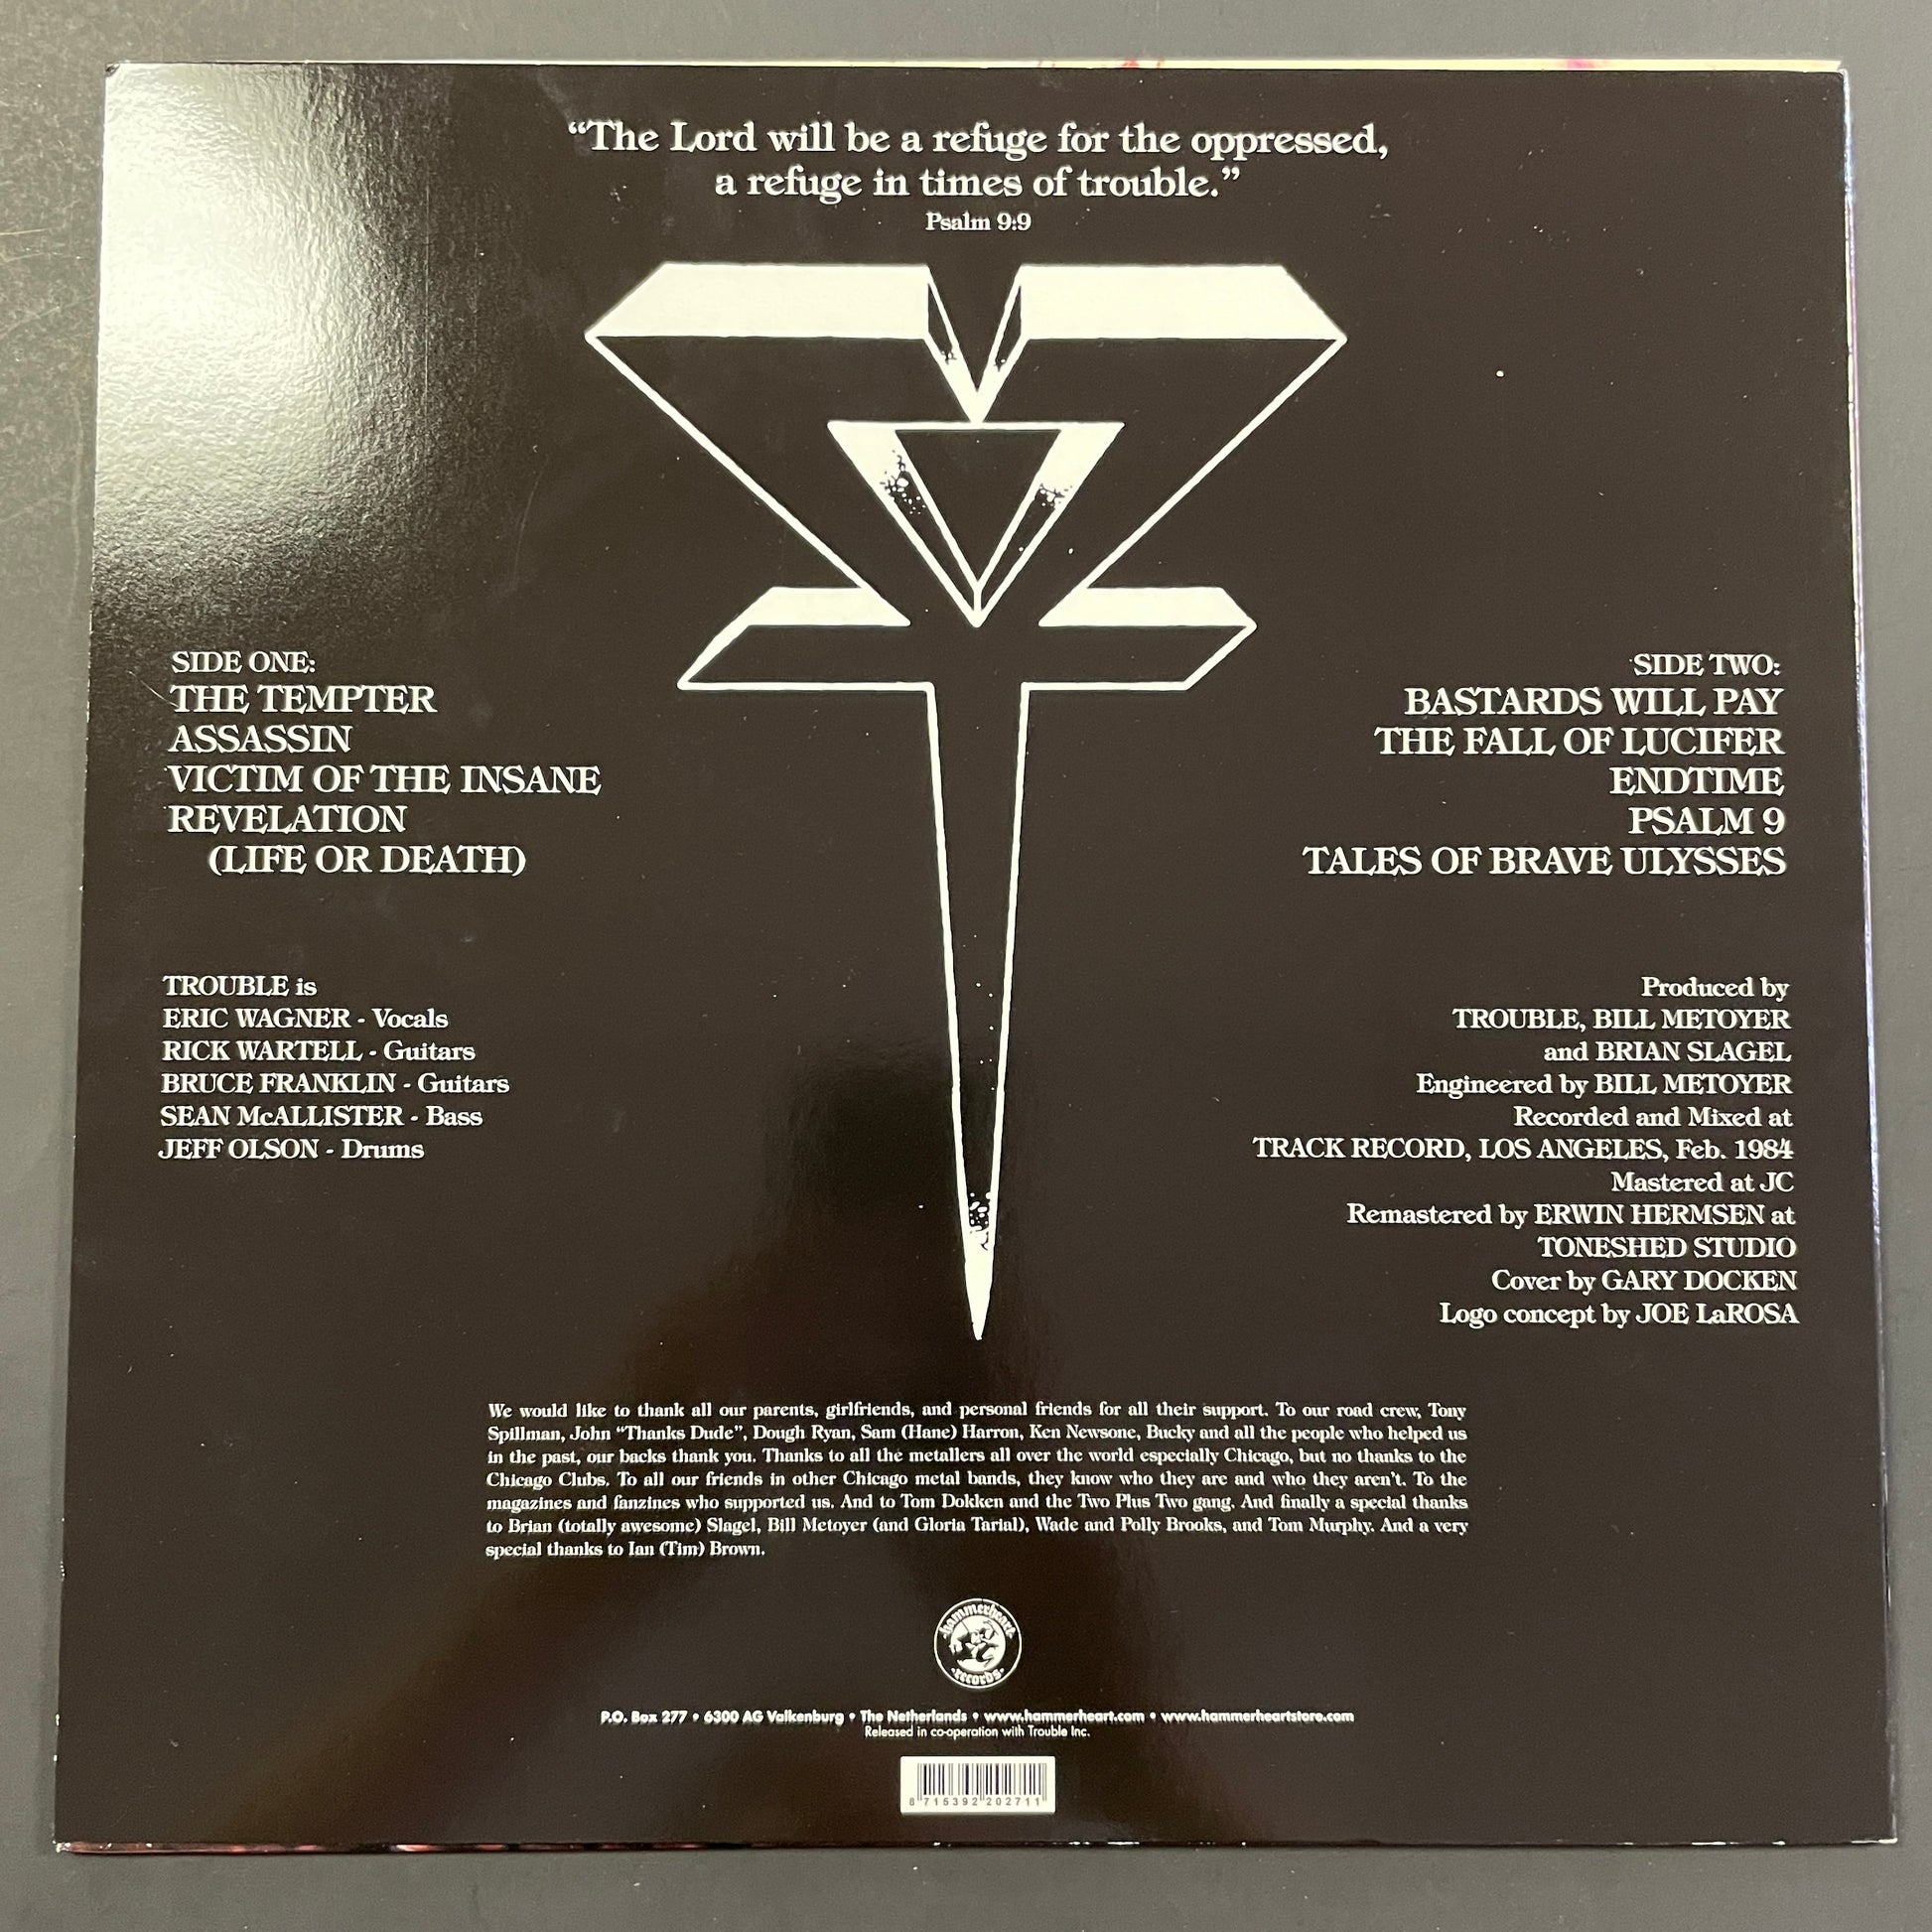 “The Lord will be a refuge for the oppressed,
a refuge in times of trouble.”
Psalm 9:9
SIDE ONE:
THE TEMPTER
ASSASSIN
VICTIM OF THE INSANE
REVELATION
(LIFE OR DEATH)
SIDE TWO:
BASTARDS WILL PAY
THE FALL OF LUCIFER
ENDTIME
PSALM 9
TALES OF BRAVE ULYSSES
TROUBLE is
ERIC WAGNER - Vocals
RICK WARTELL - Guitars
BRUCE FRANKLIN - Guitars
SEAN McALLISTER - Bass
JEFF OLSON - Drums
Produced by
TROUBLE, BILL METOYER
and BRIAN SLAGEL
Engineered by BILL METOYER
Recorded and Mixed at
TRACK RECORD, LOS ANGELES, Feb. 1984
Mastered at JC
Remastered by ERWIN HERMSEN at
TONESHED STUDIO
Cover by GARY DOCKEN
Logo concept by JOE LaROSA
We would like to thank all our parents, girlfriends, and personal friends for all their support. To our road crew, Tony
Spillman, John “Thanks Dude”, Dough Ryan, Sam (Hane) Harron, Ken Newsone, Bucky and all the people who helped us
in the past, our backs thank you. Thanks to all the metallers all over the world especially Chicago, but no thanks to the
Chicago Clubs. To all our friends in other Chicago metal bands, they know who they are and who they aren't. To the
magazines and fanzines who supported us. And to Tom Dokken and the Two Plus Two gang. And finally a special thanks
to Brian (totally awesome) Slagel, Bill Metoyer (and Gloria Tarial), Wade and Polly Brooks, and Tom Murphy. And a very
special thanks to Ian (Tim) Brown.
hammerheart
records
P.O. Box 277 • 6300 AG Valkenburg • The Netherlands • www.hammerheart.com • www.hammerheartstore.com
Released in co-operation with Trouble Inc.
8 715392 202711